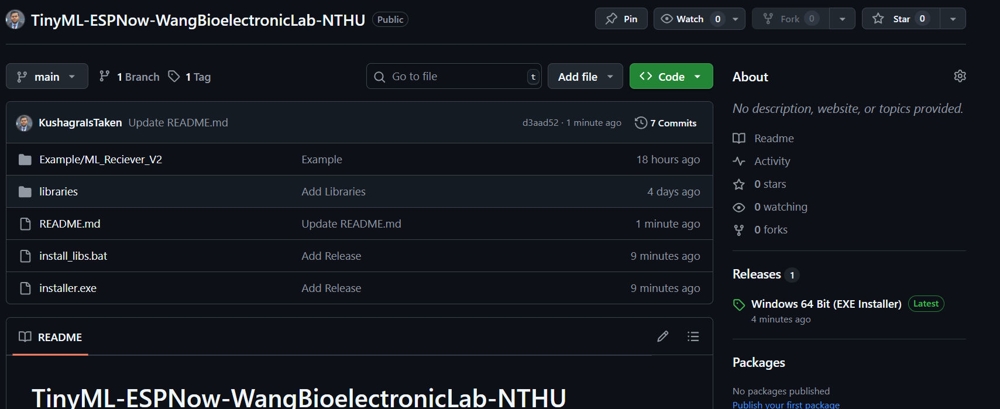 TinyML-ESPNow-WangBioelectronicLab-NTHU Public
Pin
Watch 0
Fork 0
Star 0
main
1 Branch
1 Tag
Go to file t
Add file
Code
KushagraIsTaken Update README.md d3aad52 · 1 minute ago 7 Commits
Example/ML_Reciever_V2 Example 18 hours ago
libraries Add Libraries 4 days ago
README.md Update README.md 1 minute ago
install_libs.bat Add Release 9 minutes ago
installer.exe Add Release 9 minutes ago
README
TinyML-ESPNow-WangBioelectronicLab-NTHU
About
No description, website, or topics provided.
Readme
Activity
0 stars
0 watching
0 forks
Releases 1
Windows 64 Bit (EXE Installer) Latest
4 minutes ago
Packages
No packages published
Publish your first package